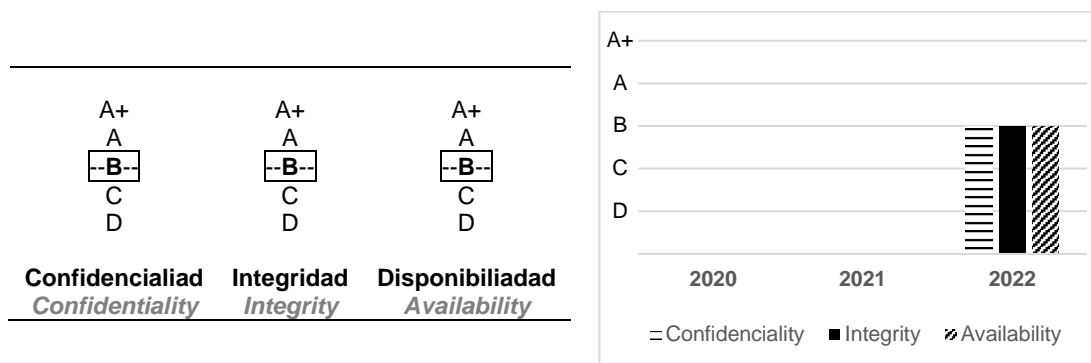 A+ A+ A+
A A A
--B-- --B-- --B--
C C C
D D D
Confidencialiad Integridad Disponibiliadad
Confidentiality Integrity Availability
A+
A
B
C
D
2020 2021 2022
Confidenciality Integrity Availability